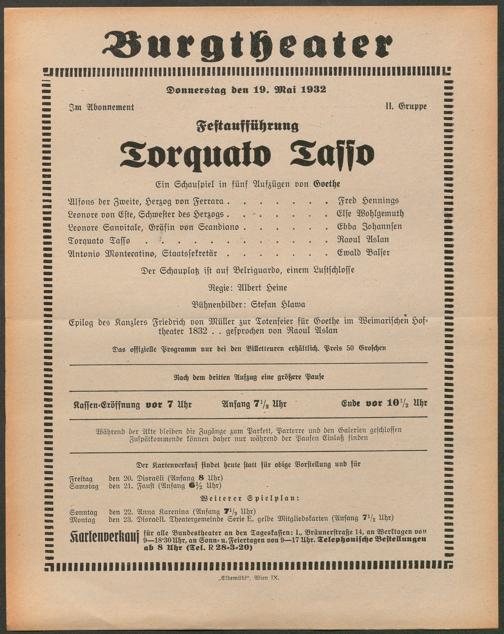 Burgtheater
Donnerstag den 19. Mai 1932
Im Abonnement II. Gruppe
Festaufführung
Torquato Tasso
Ein Schauspiel in fünf Aufzügen von Goethe
Alfons der Zweite, Herzog von Ferrara . . . . . . . Fred Hennings
Leonore von Este, Schwester des Herzogs . . . . . . . Else Wohlgemuth
Leonore Sanvitale, Gräfin von Scandiano . . . . . . . Ebba Johannsen
Torquato Tasso . . . . . . . . . . . Raoul Aslan
Antonio Montecatino, Staatssekretär . . . . . . . Ewald Balser
Der Schauplatz ist auf Belriguardo, einem Lustschlosse
Regie: Albert Heine
Bühnenbilder: Stefan Hlawa
Epilog des Kanzlers Friedrich von Müller zur Totenfeier für Goethe im Weimarischen Hof-
theater 1832 . . gesprochen von Raoul Aslan
Das offizielle Programm nur bei den Billetteuren erhältlich. Preis 50 Groschen
Nach dem dritten Aufzug eine größere Pause
Kassen-Eröffnung vor 7 Uhr Anfang 7½ Uhr Ende vor 10½ Uhr
Während der Akte bleiben die Zugänge zum Parkett, Parterre und den Galerien geschlossen
Zuspätkommende können daher nur während der Pausen Einlaß finden
Der Kartenverkauf findet heute statt für obige Vorstellung und für
Freitag den 20. Disraëli (Anfang 8 Uhr)
Samstag den 21. Faust (Anfang 6½ Uhr)
Weiterer Spielplan:
Sonntag den 22. Anna Karenina (Anfang 7½ Uhr)
Montag den 23. Disraëli. Theatergemeinde Serie E, gelbe Mitgliedskarten (Anfang 7½ Uhr)
Kartenverkauf für alle Bundestheater an den Tageskassen: I., Bräunerstraße 14, an Werktagen von
9—18·30 Uhr, an Sonn- u. Feiertagen von 9—17 Uhr. Telephonische Bestellungen
ab 8 Uhr (Tel. R 28-3-20)
„Elbemühl“, Wien IX.